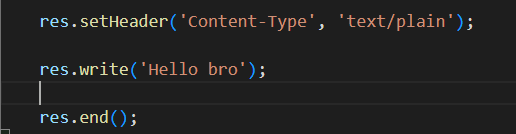 res.setHeader('Content-Type', 'text/plain');
res.write('Hello bro');
res.end();